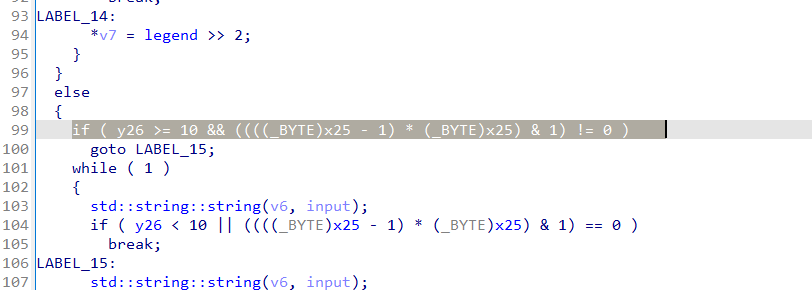 92 break;
93 LABEL_14:
94 *v7 = legend >> 2;
95 }
96 }
97 else
98 {
99 if ( y26 >= 10 && ((((_BYTE)x25 - 1) * (_BYTE)x25) & 1) != 0 )
100 goto LABEL_15;
101 while ( 1 )
102 {
103 std::string::string(v6, input);
104 if ( y26 < 10 || ((((_BYTE)x25 - 1) * (_BYTE)x25) & 1) == 0 )
105 break;
106 LABEL_15:
107 std::string::string(v6, input);